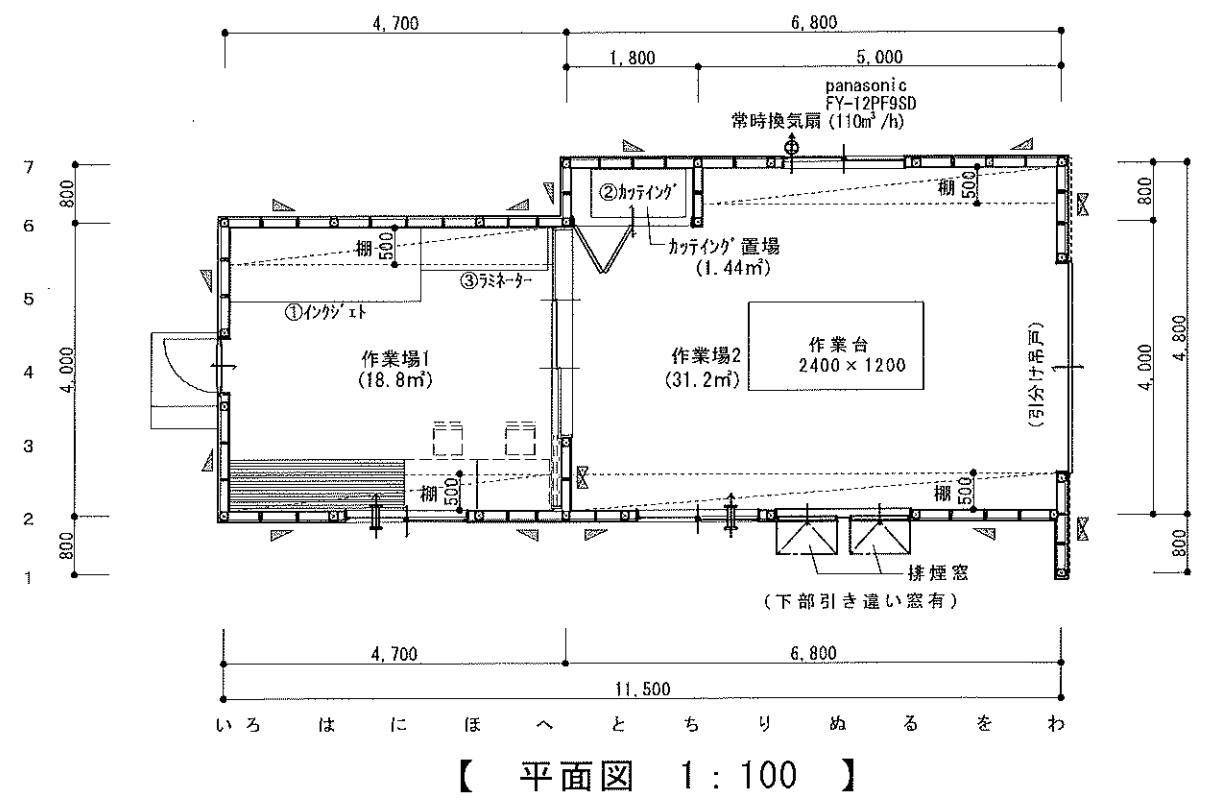 4,700
6,800
1,800
5,000
panasonic
FY-12PF9SD
常時換気扇 (110m³/h)
7
6
5
4
3
2
1
800
4,000
800
棚
500
①インクジェト
③ラミネーター
作業場1
(18.8㎡)
棚
500
②カッティング
カッティング置場
(1.44㎡)
棚
500
作業場2
(31.2㎡)
作業台
2400×1200
(引分け吊戸)
棚
500
排煙窓
(下部引き違い窓有)
800
4,000
4,800
800
4,700
6,800
11,500
い ろ は に ほ へ と ち り ぬ る を わ
【 平面図 1:100 】